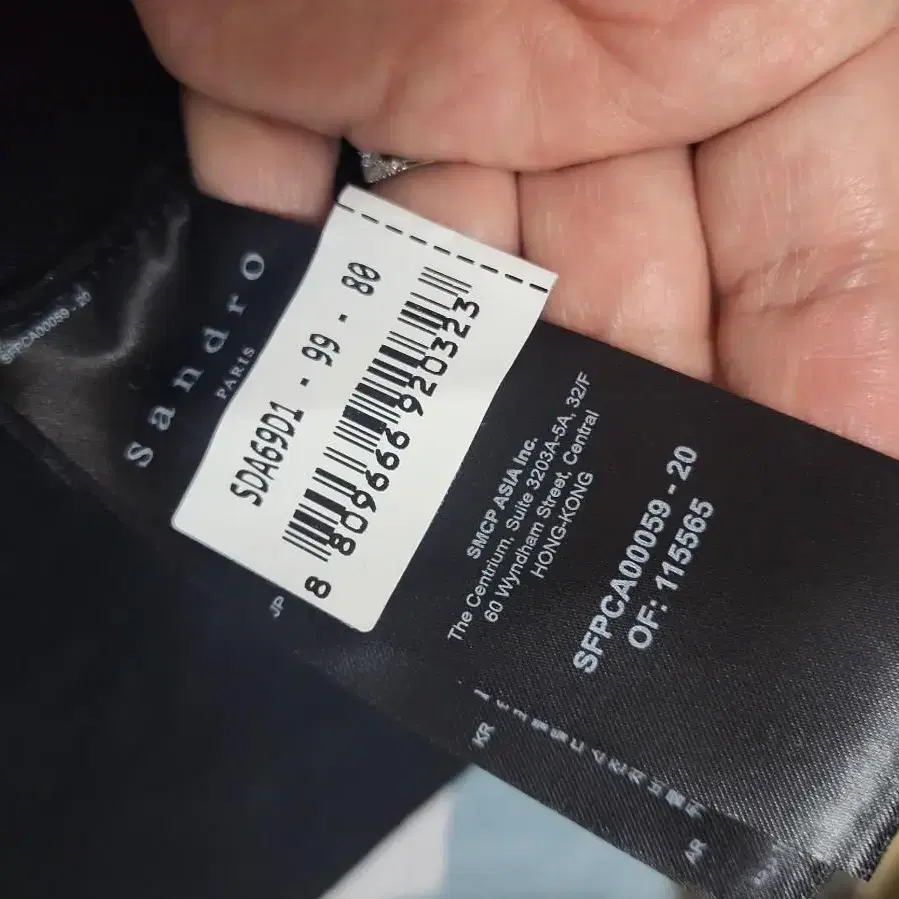 SFPCA00059 - 20
Sandro
PARIS
SDA69D1 - 99 - 80
8 809666 920323
JP
SMCP ASIA Inc.
The Centrium, Suite 3203A-5A, 32/F
60 Wyndham Street, Central
HONG-KONG
SFPCA00059 - 20
OF: 115565
KR
AR